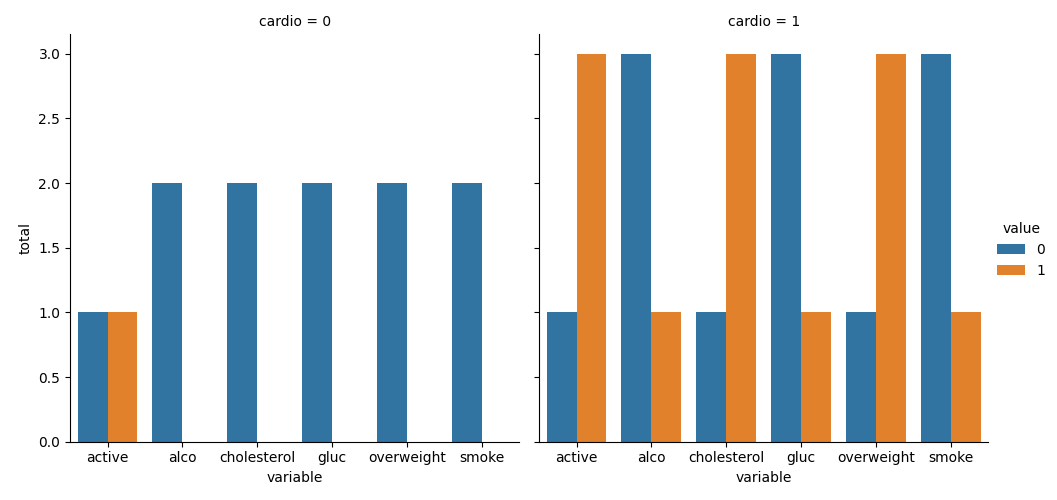 cardio = 0
cardio = 1
total
3.0
2.5
2.0
1.5
1.0
0.5
0.0
active alco cholesterol gluc overweight smoke
variable
active alco cholesterol gluc overweight smoke
variable
value
0
1